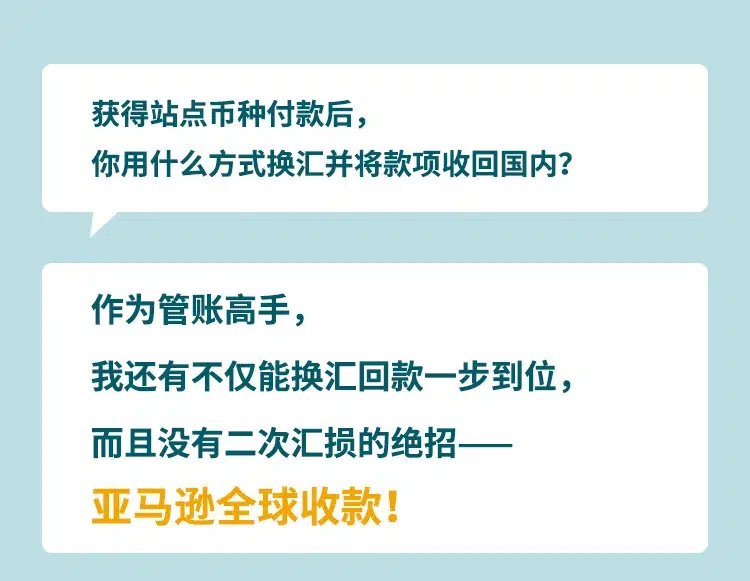 获得站点币种付款后，
你用什么方式换汇并将款项收回国内？
作为管账高手，
我还有不仅能换汇回款一步到位，
而且没有二次汇损的绝招——
亚马逊全球收款！